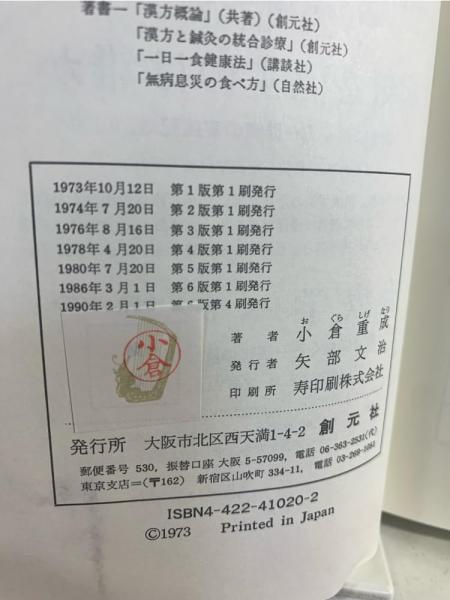 著書―「漢方概論」(共著)(創元社)
「漢方と鍼灸の統合診療」(創元社)
「一日一食健康法」(講談社)
「無病息災の食べ方」(自然社)
1973年10月12日 第1版第1刷発行
1974年7月20日 第2版第1刷発行
1976年8月16日 第3版第1刷発行
1978年4月20日 第4版第1刷発行
1980年7月20日 第5版第1刷発行
1986年3月1日 第6版第1刷発行
1990年2月1日 第6版第4刷発行
小倉
お ぐら しげ なり
著者 小倉重成
発行者 矢部文治
印刷所 寿印刷株式会社
発行所 大阪市北区西天満1-4-2 創元社
郵便番号 530, 振替口座 大阪 5-57099, 電話 06-363-2531(代)
東京支店=(〒162) 新宿区山吹町 334-11, 電話 03-269-1051
ISBN4-422-41020-2
©1973 Printed in Japan